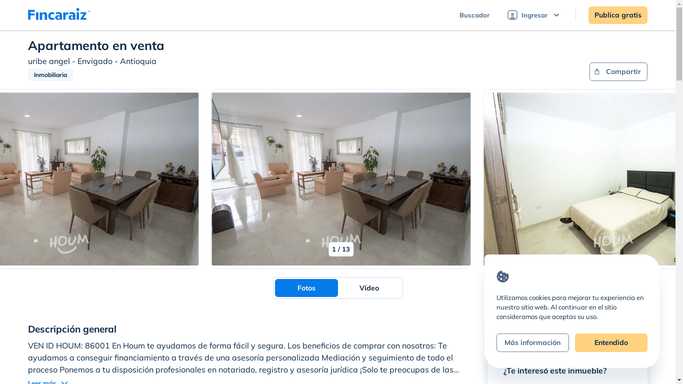 Fincaraiz
Buscador
Ingresar
Publica gratis
Apartamento en venta
uribe angel - Envigado - Antioquia
Inmobiliaria
Compartir
HOUM
HOUM
HOUM
1 / 13
Fotos
Video
Utilizamos cookies para mejorar tu experiencia en
nuestro sitio web. Al continuar en el sitio
consideramos que aceptas su uso.
Más información
Entendido
Descripción general
VEN ID HOUM: 86001 En Houm te ayudamos de forma fácil y segura. Los beneficios de comprar con nosotros: Te
ayudamos a conseguir financiamiento a través de una asesoría personalizada Mediación y seguimiento de todo el
proceso Ponemos a tu disposición profesionales en notariado, registro y asesoría jurídica ¡Solo te preocupas de las...
Leer más
¿Te interesó este inmueble?